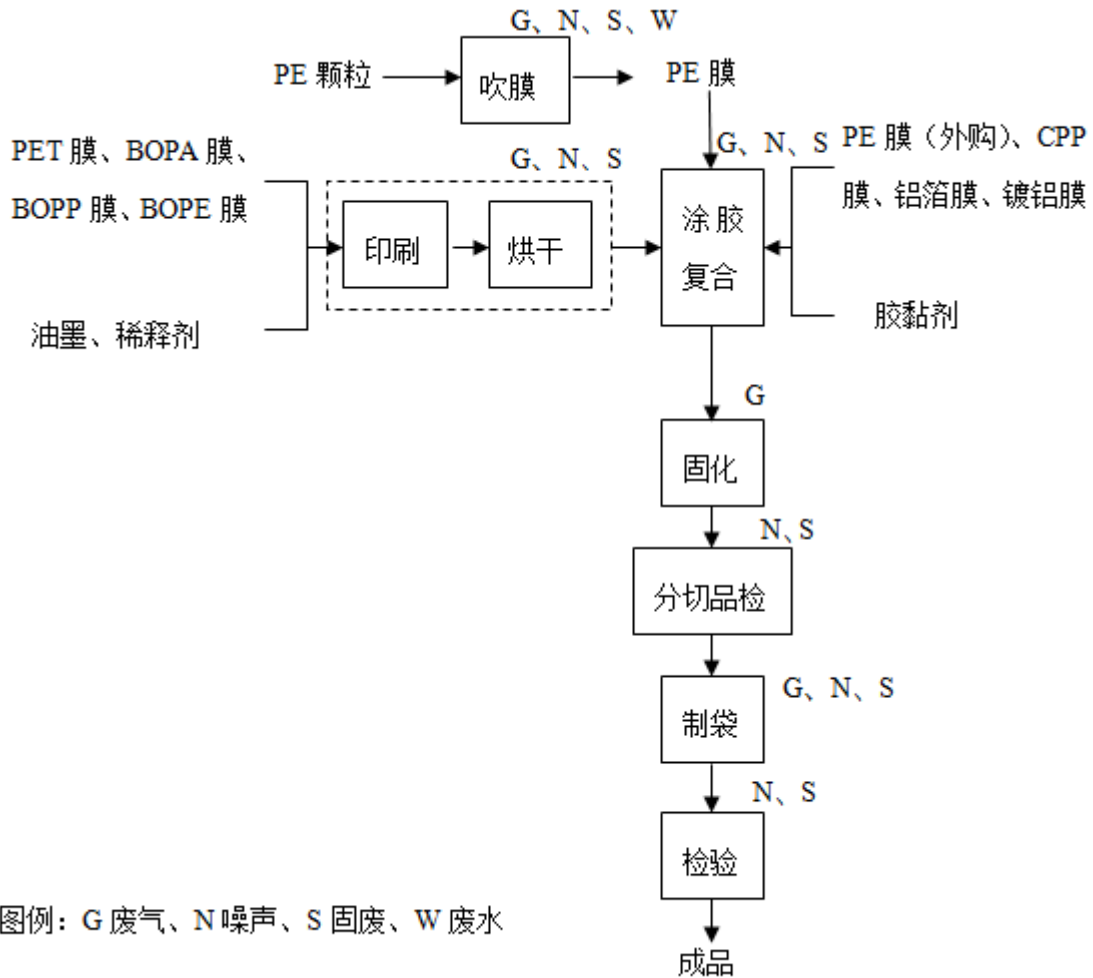 G、N、S、W
PE 颗粒
吹膜
PE 膜
PET 膜、BOPA 膜、
BOPP 膜、BOPE 膜
油墨、稀释剂
G、N、S
印刷
烘干
G、N、S
涂胶
复合
PE 膜（外购）、CPP
膜、铝箔膜、镀铝膜
胶黏剂
G
固化
N、S
分切品检
G、N、S
制袋
N、S
检验
成品
图例：G 废气、N 噪声、S 固废、W 废水